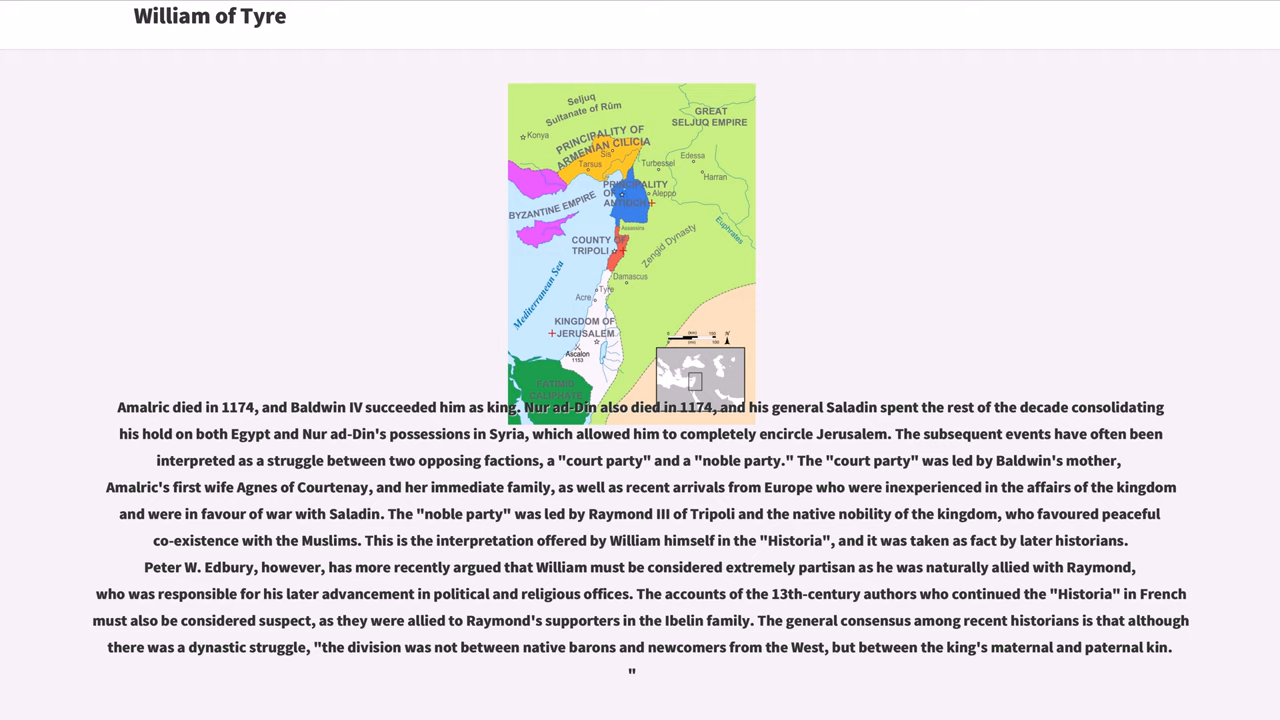 William of Tyre
Seljuq
Sultanate of Rûm
GREAT
SELJUQ EMPIRE
Konya
PRINCIPALITY OF
ARMENIAN CILICIA
Sis
Tarsus
Turbessel
Edessa
Harran
PRINCIPALITY
OF
ANTIOCH
Aleppo
BYZANTINE EMPIRE
Assassins
Euphrates
COUNTY OF
TRIPOLI
Zengid Dynasty
Mediterranean Sea
Damascus
Tyre
Acre
KINGDOM OF
JERUSALEM
Ascalon
1153
0 (km) 100
0 (mi) 100
N
FATIMID
CALIPHATE
Amalric died in 1174, and Baldwin IV succeeded him as king. Nur ad-Din also died in 1174, and his general Saladin spent the rest of the decade consolidating
his hold on both Egypt and Nur ad-Din's possessions in Syria, which allowed him to completely encircle Jerusalem. The subsequent events have often been
interpreted as a struggle between two opposing factions, a "court party" and a "noble party." The "court party" was led by Baldwin's mother,
Amalric's first wife Agnes of Courtenay, and her immediate family, as well as recent arrivals from Europe who were inexperienced in the affairs of the kingdom
and were in favour of war with Saladin. The "noble party" was led by Raymond III of Tripoli and the native nobility of the kingdom, who favoured peaceful
co-existence with the Muslims. This is the interpretation offered by William himself in the "Historia", and it was taken as fact by later historians.
Peter W. Edbury, however, has more recently argued that William must be considered extremely partisan as he was naturally allied with Raymond,
who was responsible for his later advancement in political and religious offices. The accounts of the 13th-century authors who continued the "Historia" in French
must also be considered suspect, as they were allied to Raymond's supporters in the Ibelin family. The general consensus among recent historians is that although
there was a dynastic struggle, "the division was not between native barons and newcomers from the West, but between the king's maternal and paternal kin.
"